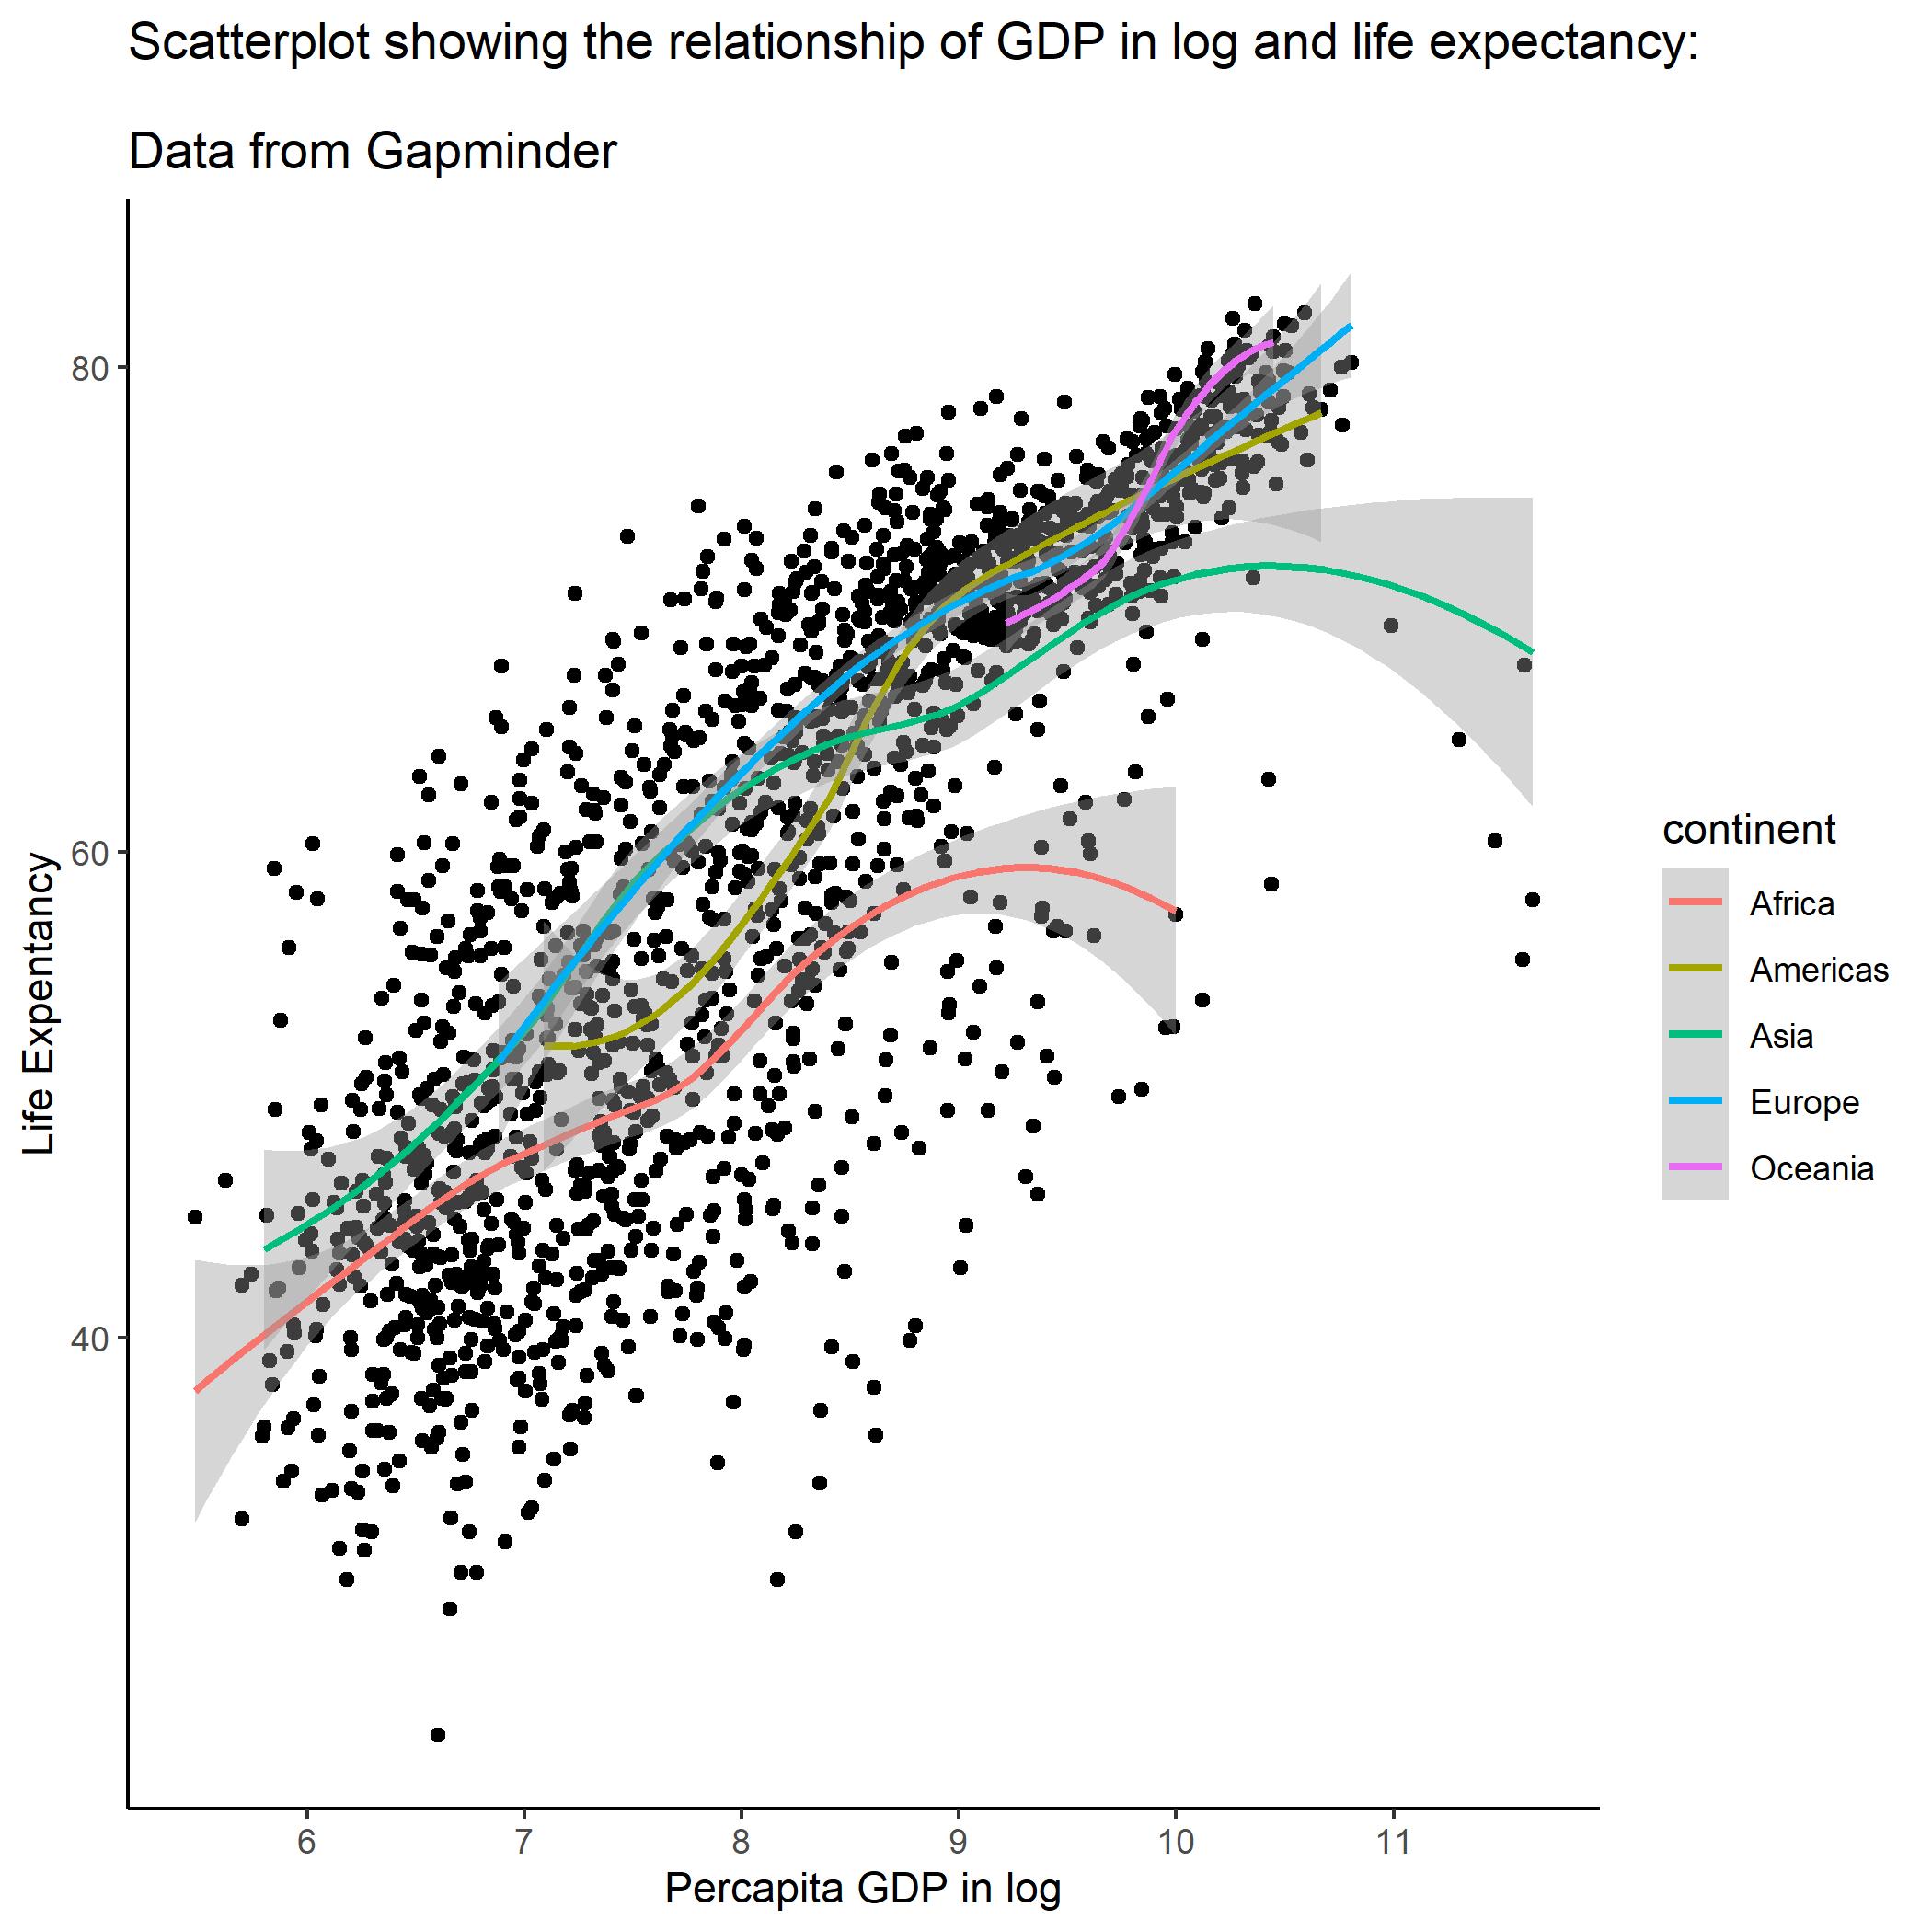 Scatterplot showing the relationship of GDP in log and life expectancy:
Data from Gapminder
Life Expentancy
80
60
40
6 7 8 9 10 11
Percapita GDP in log
continent
Africa
Americas
Asia
Europe
Oceania